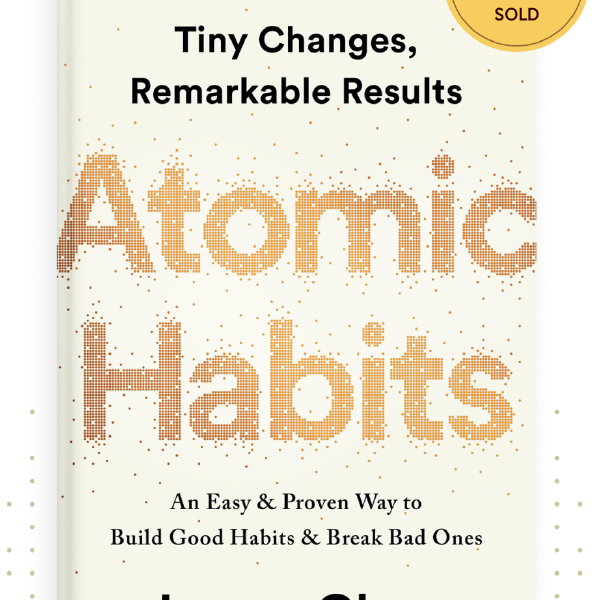 SOLD
Tiny Changes,
Remarkable Results
Atomic
Habits
An Easy & Proven Way to
Build Good Habits & Break Bad Ones